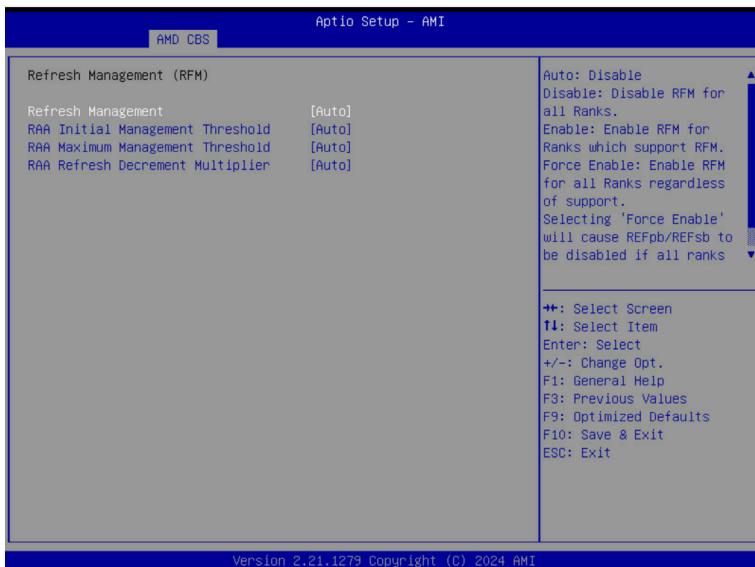 Aptio Setup – AMI
AMD CBS
Refresh Management (RFM)
Refresh Management [Auto]
RAA Initial Management Threshold [Auto]
RAA Maximum Management Threshold [Auto]
RAA Refresh Decrement Multiplier [Auto]
Auto: Disable
Disable: Disable RFM for
all Ranks.
Enable: Enable RFM for
Ranks which support RFM.
Force Enable: Enable RFM
for all Ranks regardless
of support.
Selecting 'Force Enable'
will cause REFpb/REFsb to
be disabled if all ranks
→←: Select Screen
↑↓: Select Item
Enter: Select
+/-: Change Opt.
F1: General Help
F3: Previous Values
F9: Optimized Defaults
F10: Save & Exit
ESC: Exit
Version 2.21.1279 Copyright (C) 2024 AMI